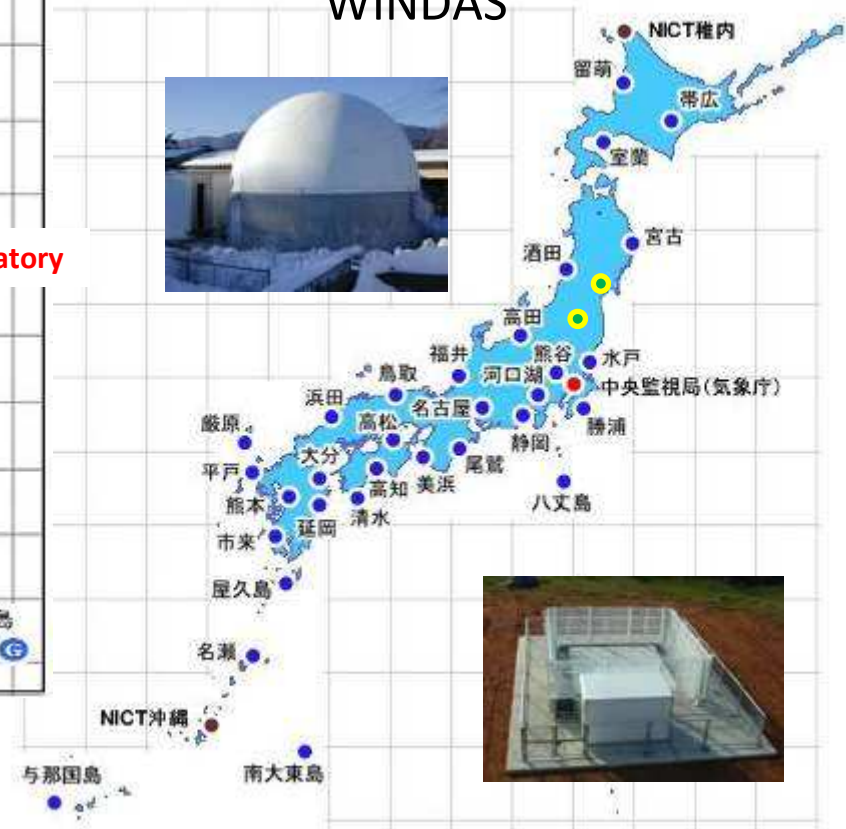 WINDAS
NICT稚内
留萌
帯広
室蘭
宮古
酒田
atory
高田
福井
熊谷
水戸
鳥取
河口湖
中央監視局(気象庁)
浜田
名古屋
高松
勝浦
厳原
静岡
大分
尾鷲
平戸
高知
美浜
熊本
八丈島
清水
延岡
市来
屋久島
島
G
名瀬
NICT沖縄
与那国島
南大東島